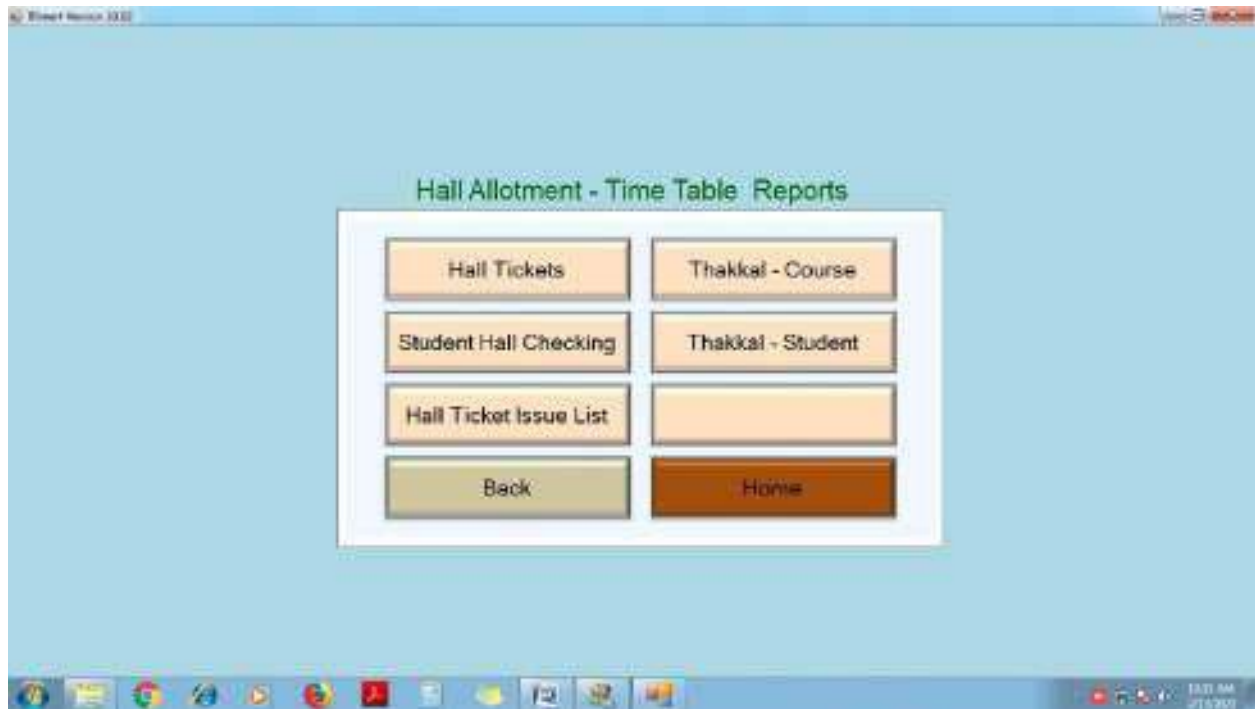 Hall Allotment - Time Table Reports
Hall Tickets
Thakkal - Course
Student Hall Checking
Thakkal - Student
Hall Ticket Issue List
Back
Home